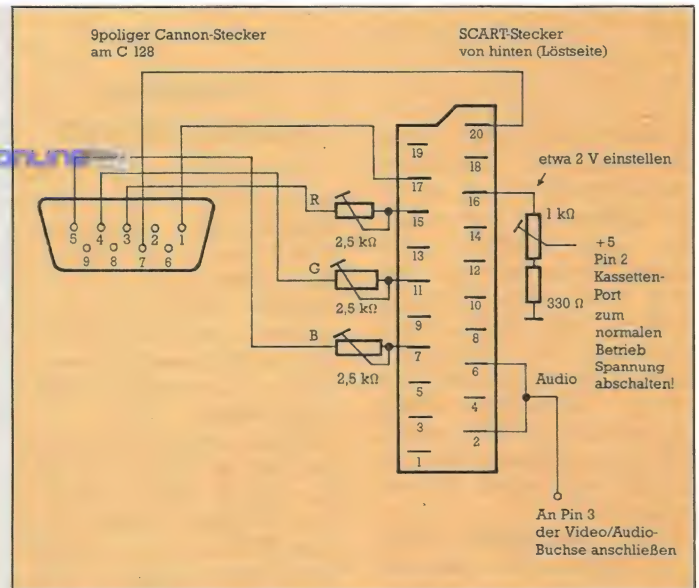 9poliger Cannon-Stecker
am C 128
SCART-Stecker
von hinten (Löstseite)
online
20
19
18
etwa 2 V einstellen
17
16
R
1 kΩ
15
2,5 kΩ
14
+5
Pin 2
Kassetten-
Port
zum
normalen
Betrieb
Spannung
abschalten!
13
12
330 Ω
G
11
2,5 kΩ
10
9
8
B
7
2,5 kΩ
6
Audio
5
4
3
2
1
5 4 3 2 1
9 8 7 6
An Pin 3
der Video/Audio-
Buchse anschließen